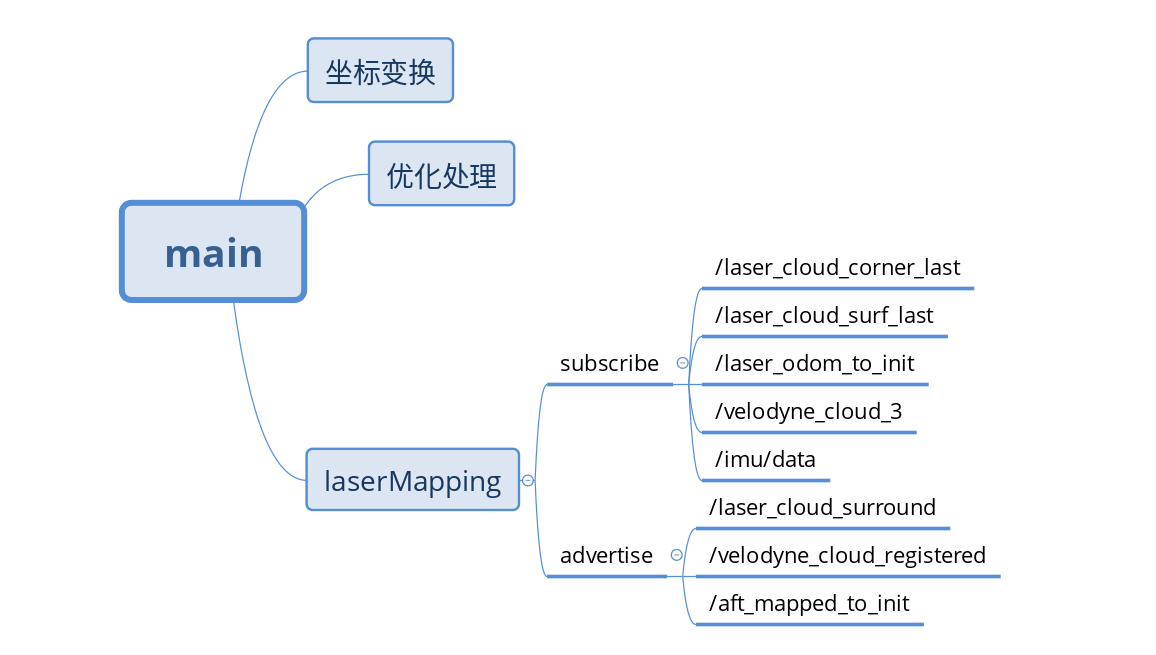 坐标变换
优化处理
main
/laser_cloud_corner_last
/laser_cloud_surf_last
subscribe
/laser_odom_to_init
/velodyne_cloud_3
/imu/data
laserMapping
/laser_cloud_surround
advertise
/velodyne_cloud_registered
/aft_mapped_to_init